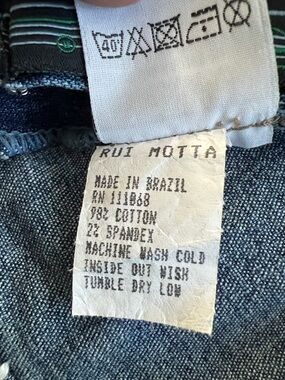 40°
RUI MOTTA
MADE IN BRAZIL
RN 111068
98% COTTON
2% SPANDEX
MACHINE WASH COLD
INSIDE OUT WISH
TUMBLE DRY LOW